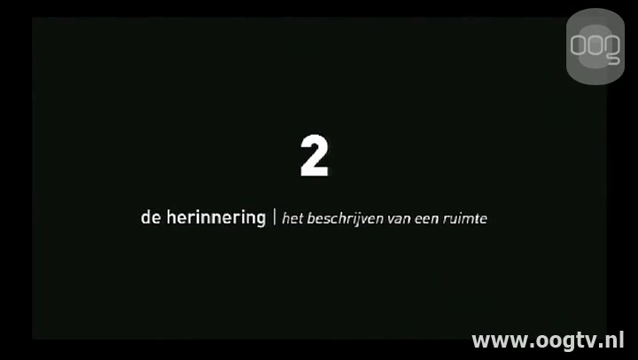 oog
2
de herinnering | het beschrijven van een ruimte
www.oogtv.nl